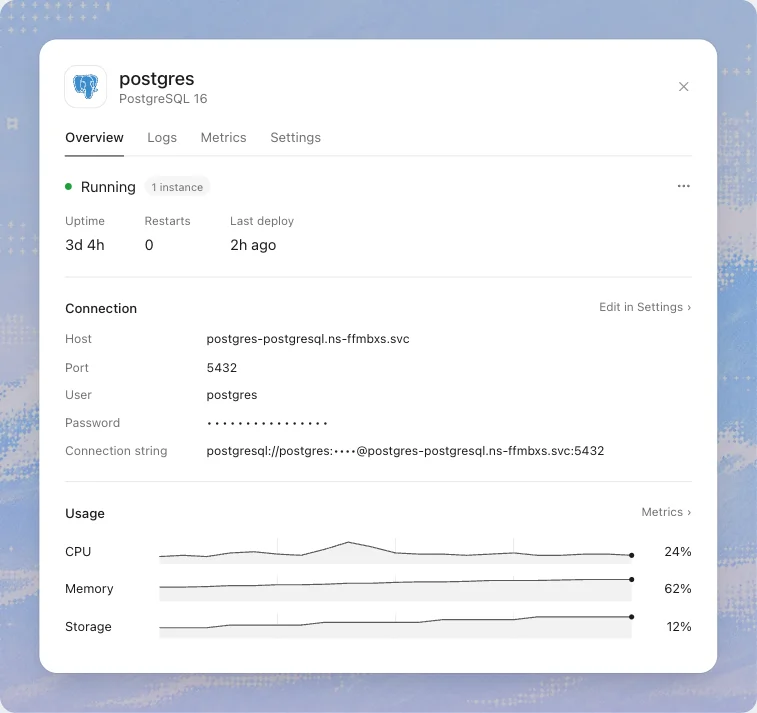 postgres
PostgreSQL 16
Overview Logs Metrics Settings
Running 1 instance ···
Uptime Restarts Last deploy
3d 4h 0 2h ago
Connection Edit in Settings ›
Host postgres-postgresql.ns-ffmbxs.svc
Port 5432
User postgres
Password ••••••••••••••••
Connection string postgresql://postgres:••••@postgres-postgresql.ns-ffmbxs.svc:5432
Usage Metrics ›
CPU 24%
Memory 62%
Storage 12%